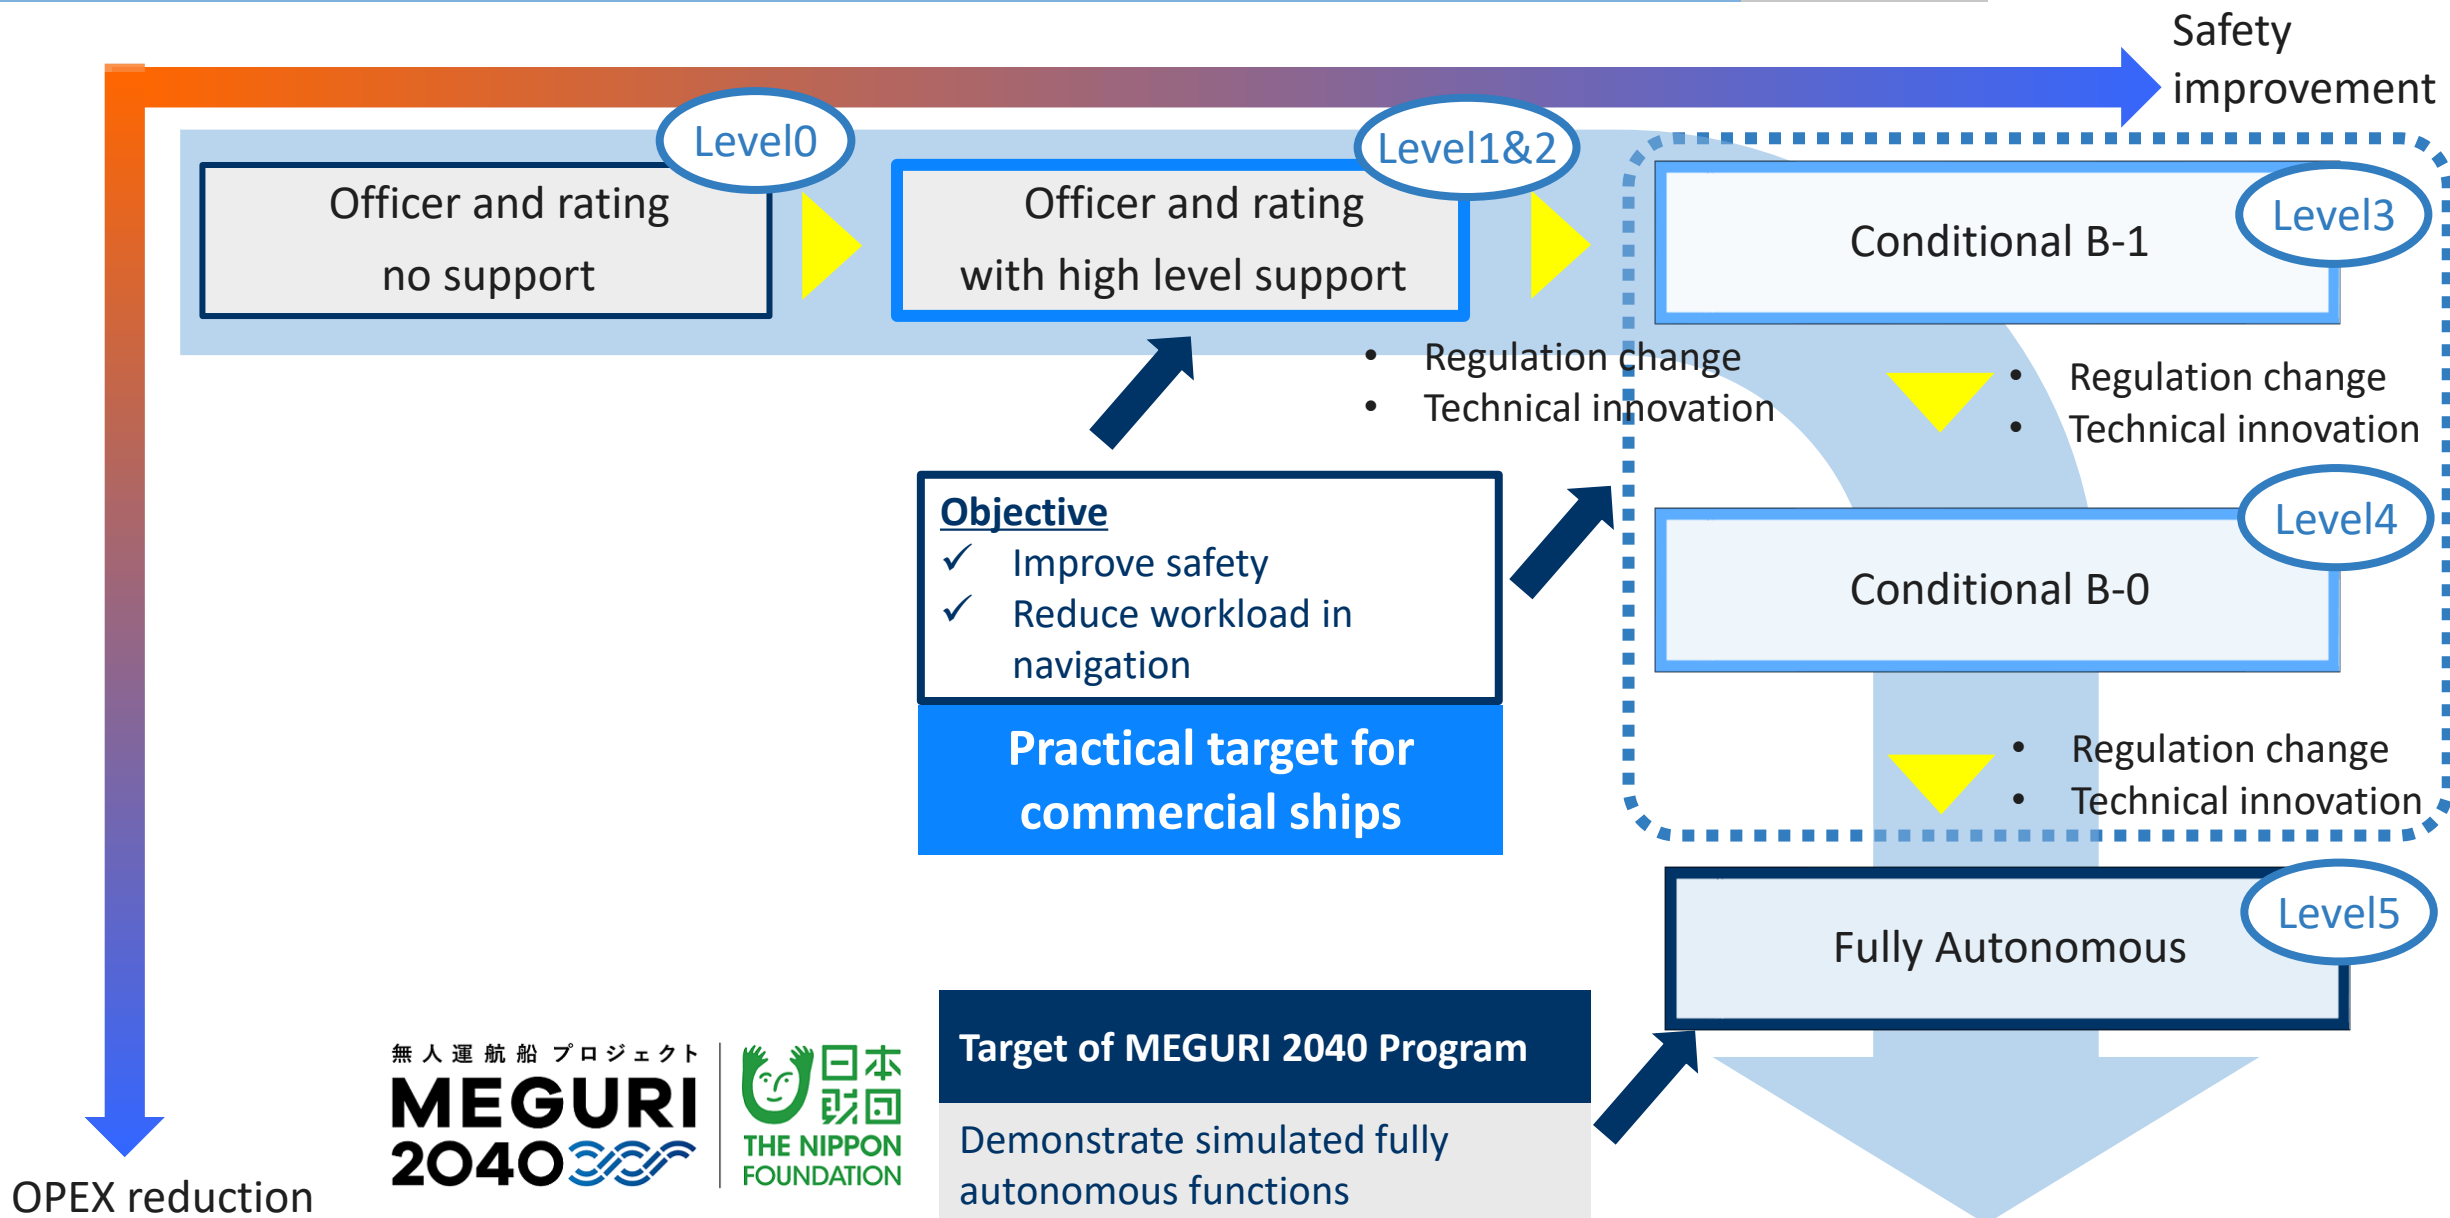 Safety
improvement
Level0
Officer and rating
no support
Level1&2
Officer and rating
with high level support
Level3
Conditional B-1
• Regulation change
• Technical innovation
• Regulation change
• Technical innovation
Objective
✓ Improve safety
✓ Reduce workload in
navigation
Practical target for
commercial ships
Level4
Conditional B-0
• Regulation change
• Technical innovation
Level5
Fully Autonomous
無人運航船 プロジェクト
MEGURI
2040
日本
財団
THE NIPPON
FOUNDATION
Target of MEGURI 2040 Program
Demonstrate simulated fully
autonomous functions
OPEX reduction